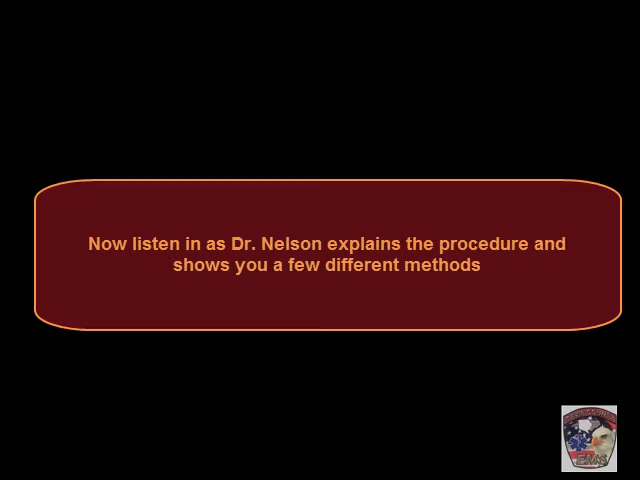 Now listen in as Dr. Nelson explains the procedure and
shows you a few different methods